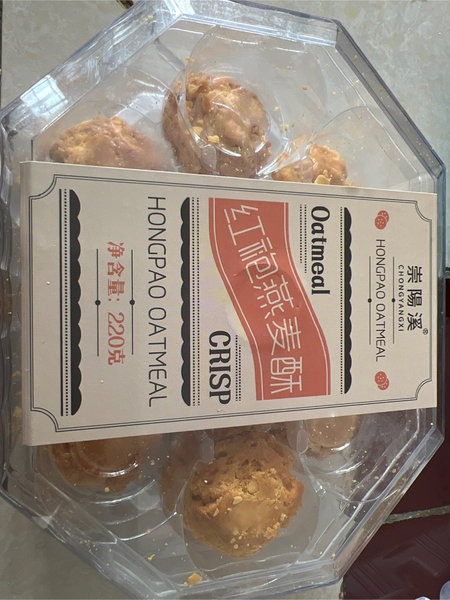 崇陽溪®
CHONGYANGXI
HONGPAO OATMEAL
Oatmeal
红袍燕麦酥
CRISP
HONGPAO OATMEAL
净含量：220克